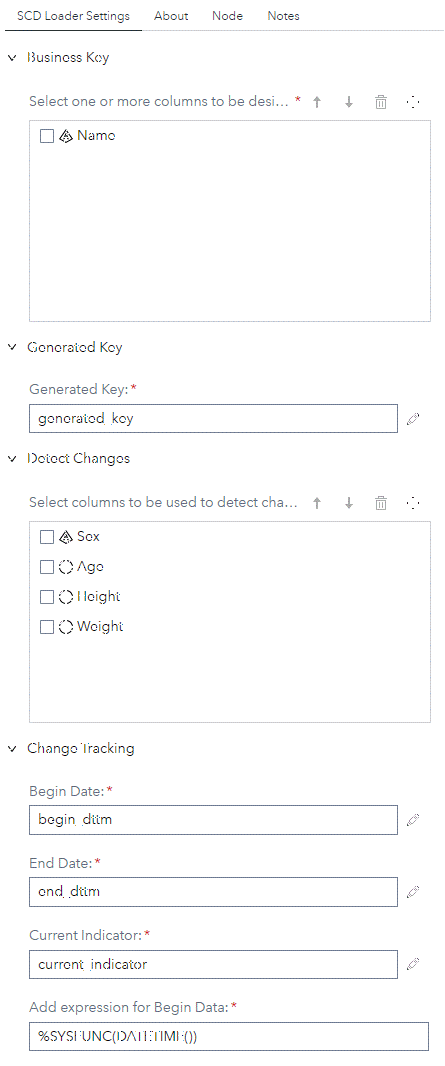 SCD Loader Settings About Node Notes
Business Key
Select one or more columns to be desi... *
Name
Generated Key
Generated Key: *
generated_key
Detect Changes
Select columns to be used to detect cha...
Sex
Age
Height
Weight
Change Tracking
Begin Date: *
begin_dttm
End Date: *
end_dttm
Current Indicator: *
current_indicator
Add expression for Begin Data: *
%SYSFUNC(DATETIME())